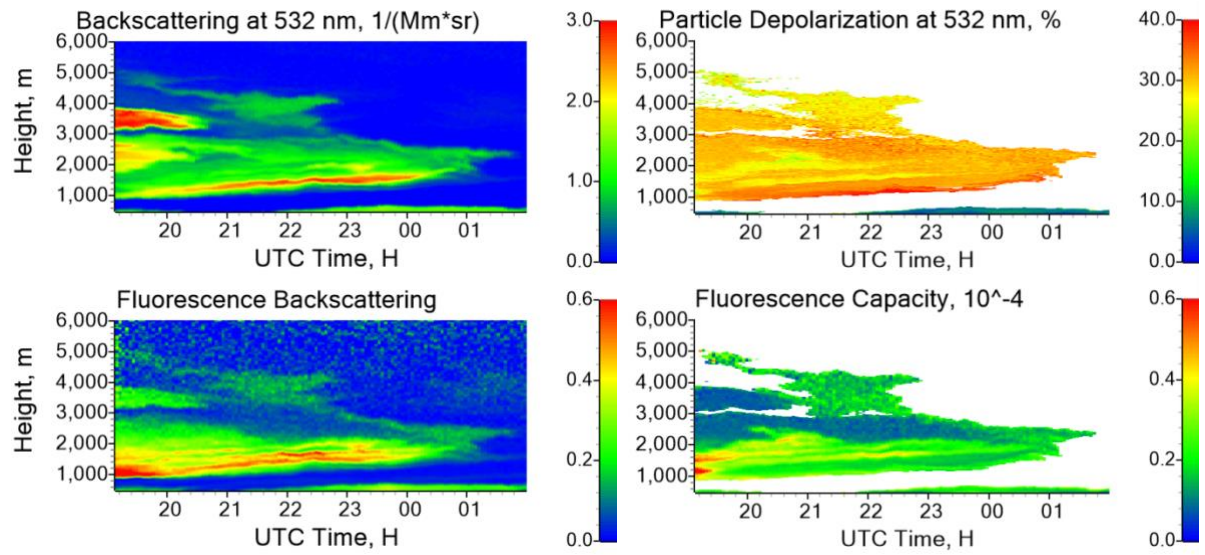 Backscattering at 532 nm, 1/(Mm*sr)
6,000
5,000
4,000
3,000
2,000
1,000
Height, m
20 21 22 23 00 01
UTC Time, H
3.0
2.0
1.0
0.0
Particle Depolarization at 532 nm, %
6,000
5,000
4,000
3,000
2,000
1,000
20 21 22 23 00 01
UTC Time, H
40.0
30.0
20.0
10.0
0.0
Fluorescence Backscattering
6,000
5,000
4,000
3,000
2,000
1,000
Height, m
20 21 22 23 00 01
UTC Time, H
0.6
0.4
0.2
0.0
Fluorescence Capacity, 10^-4
6,000
5,000
4,000
3,000
2,000
1,000
20 21 22 23 00 01
UTC Time, H
0.6
0.4
0.2
0.0